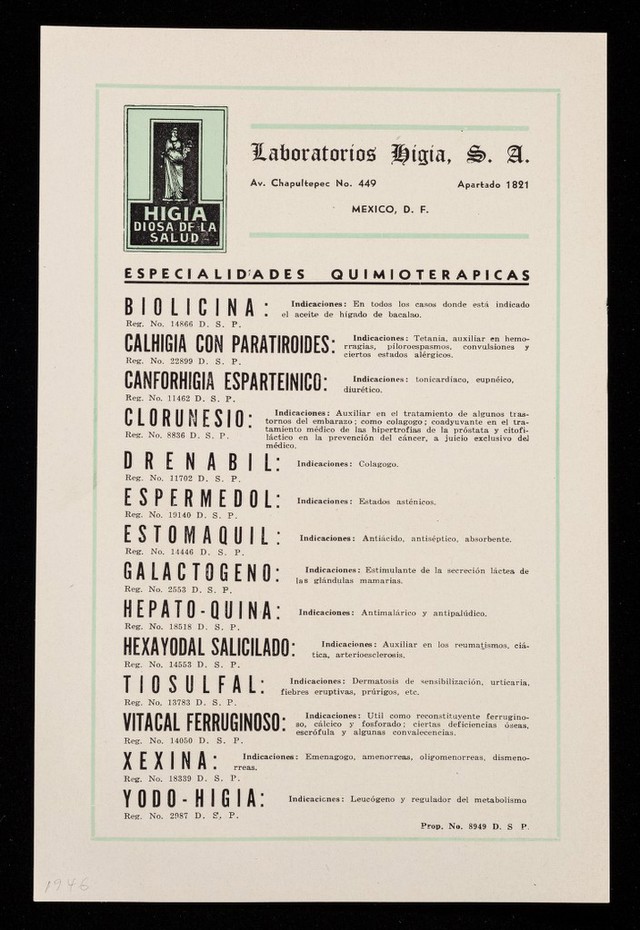 HIGIA
DIOSA DE LA
SALUD
Laboratorios Higia, S. A.
Av. Chapultepec No. 449 Apartado 1821
MEXICO, D. F.
ESPECIALIDADES QUIMIOTERAPICAS
BIOLICINA: Indicaciones: En todos los casos donde está indicado
el aceite de hígado de bacalao.
Reg. No. 14866 D. S. P.
CALHIGIA CON PARATIROIDES: Indicaciones: Tetania, auxiliar en hemo-
rragias, piloroespasmos, convulsiones y
ciertos estados alérgicos.
Reg. No. 22899 D. S. P.
CANFORHIGIA ESPARTEINICO: Indicaciones: tonicardíaco, eupnéico,
diurético.
Reg. No. 11462 D. S. P.
CLORUNESIO: Indicaciones: Auxiliar en el tratamiento de algunos tras-
tornos del embarazo; como colagogo; coadyuvante en el tra-
tamiento médico de las hipertrofias de la próstata y citofi-
láctico en la prevención del cáncer, a juicio exclusivo del
médico.
Reg. No. 8836 D. S. P.
DRENABIL: Indicaciones: Colagogo.
Reg. No. 11702 D. S. P.
ESPERMEDOL: Indicaciones: Estados asténicos.
Reg. No. 19140 D. S. P.
ESTOMAQUIL: Indicaciones: Antiácido, antiséptico, absorbente.
Reg. No. 14446 D. S. P.
GALACTOGENO: Indicaciones: Estimulante de la secreción láctea de
las glándulas mamarias.
Reg. No. 2553 D. S. P.
HEPATO-QUINA: Indicaciones: Antimalárico y antipalúdico.
Reg. No. 18518 D. S. P.
HEXAYODAL SALICILADO: Indicaciones: Auxiliar en los reumatismos, ciá-
tica, arterioesclerosis.
Reg. No. 14553 D. S. P.
TIOSULFAL: Indicaciones: Dermatosis de sensibilización, urticaria,
fiebres eruptivas, prúrigos, etc.
Reg. No. 13783 D. S. P.
VITACAL FERRUGINOSO: Indicaciones: Util como reconstituyente ferrugino-
so, cálcico y fosforado; ciertas deficiencias óseas,
escrófula y algunas convalecencias.
Reg. No. 14050 D. S. P.
XEXINA: Indicaciones: Emenagogo, amenorreas, oligomenorreas, dismeno-
rreas.
Reg. No. 18339 D. S. P.
YODO-HIGIA: Indicaciones: Leucógeno y regulador del metabolismo
Reg. No. 2987 D. S. P.
Prop. No. 8949 D. S P.
1946